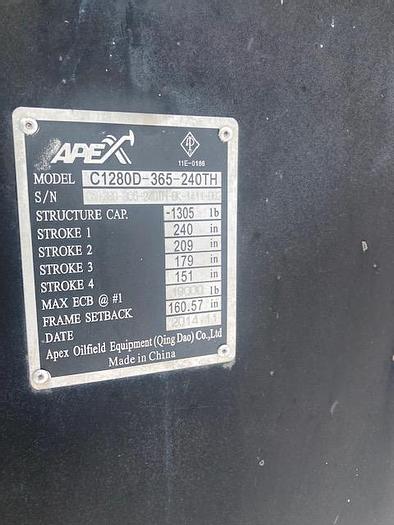 APEX
11E-0186
MODEL C1280D-365-240TH
S/N
STRUCTURE CAP. -1305 lb
STROKE 1 240 in
STROKE 2 209 in
STROKE 3 179 in
STROKE 4 151 in
MAX ECB @ #1 lb
FRAME SETBACK 160.57 in
DATE 2014.11
Apex Oilfield Equipment (Qing Dao) Co.,Ltd
Made in China